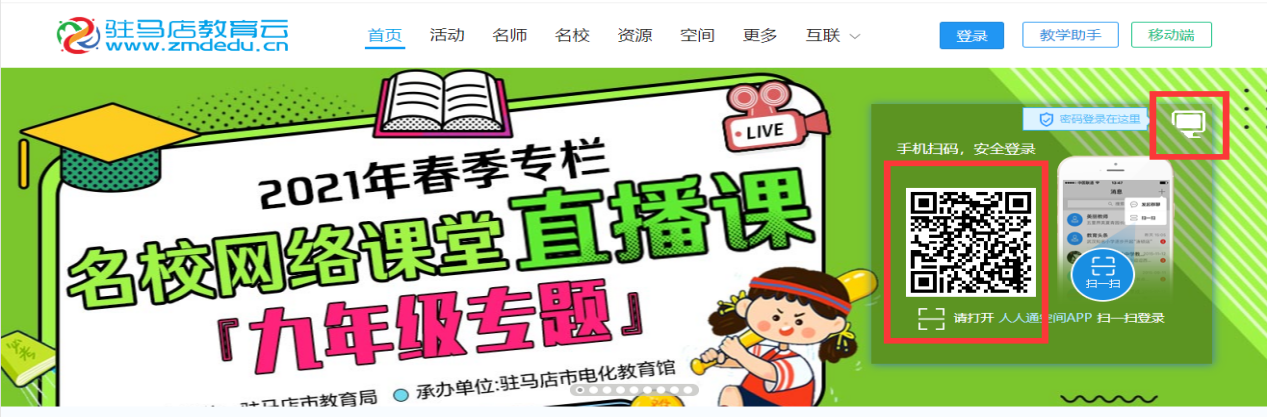 驻马店教育云
www.zmdedu.cn
首页 活动 名师 名校 资源 空间 更多 互联
登录 教学助手 移动端
密码登录在这里
手机扫码，安全登录
LIVE
2021年春季专栏
名校网络课堂直播课
『九年级专题』
驻马店市教育局 承办单位:驻马店市电化教育馆
消息
扫一扫
扫一扫
请打开 人人通空间APP 扫一扫登录